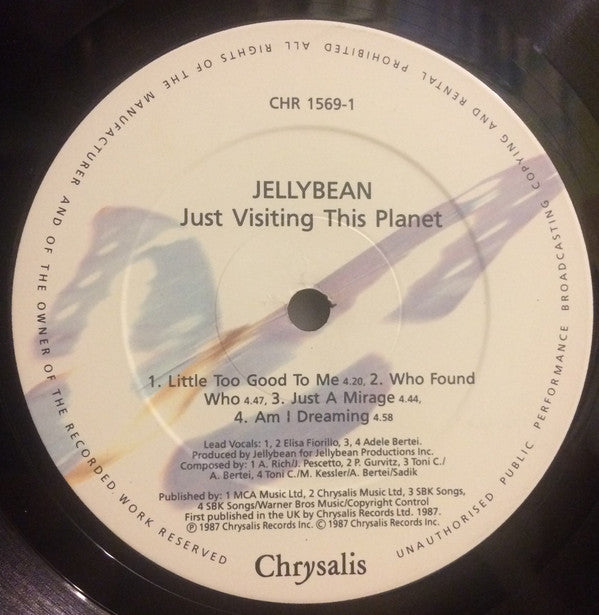 ALL RIGHTS OF THE MANUFACTURER AND OF THE OWNER OF THE RECORDED WORK RESERVED
UNAUTHORISED PUBLIC PERFORMANCE BROADCASTING COPYING AND RENTAL PROHIBITED
CHR 1569-1
JELLYBEAN
Just Visiting This Planet
1. Little Too Good To Me 4.20, 2. Who Found
Who 4.47, 3. Just A Mirage 4.44,
4. Am I Dreaming 4.58
Lead Vocals: 1, 2 Elisa Fiorillo, 3, 4 Adele Bertei.
Produced by Jellybean for Jellybean Productions Inc.
Composed by: 1 A. Rich/J. Pescetto, 2 P. Gurvitz, 3 Toni C./
A. Bertei, 4 Toni C./M. Kessler/A. Bertei/Sadik
Published by: 1 MCA Music Ltd, 2 Chrysalis Music Ltd, 3 SBK Songs,
4 SBK Songs/Warner Bros Music/Copyright Control
First published in the UK by Chrysalis Records Ltd. 1987.
℗ 1987 Chrysalis Records Inc. © 1987 Chrysalis Records Inc.
Chrysalis